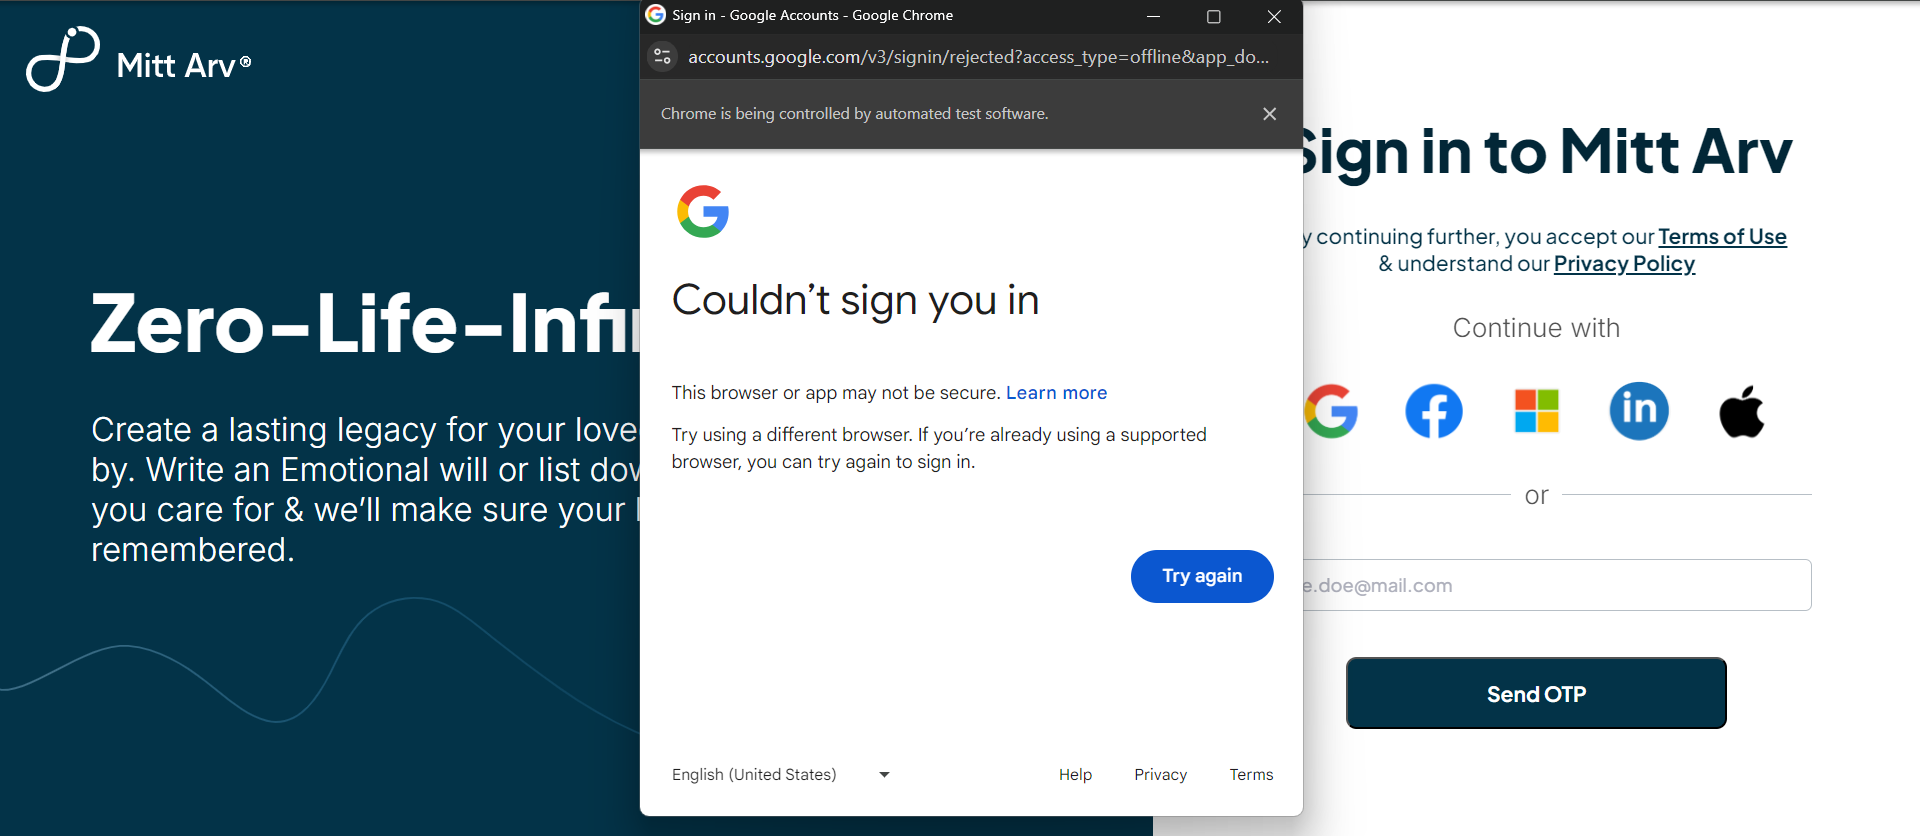 Mitt Arv®
Zero–Life–Infi
Create a lasting legacy for your love
by. Write an Emotional will or list dow
you care for & we’ll make sure your l
remembered.
Sign in - Google Accounts - Google Chrome
accounts.google.com/v3/signin/rejected?access_type=offline&app_do...
Chrome is being controlled by automated test software.
Couldn’t sign you in
This browser or app may not be secure. Learn more
Try using a different browser. If you’re already using a supported
browser, you can try again to sign in.
Try again
English (United States)
Help Privacy Terms
Sign in to Mitt Arv
y continuing further, you accept our Terms of Use
& understand our Privacy Policy
Continue with
in
or
e.doe@mail.com
Send OTP